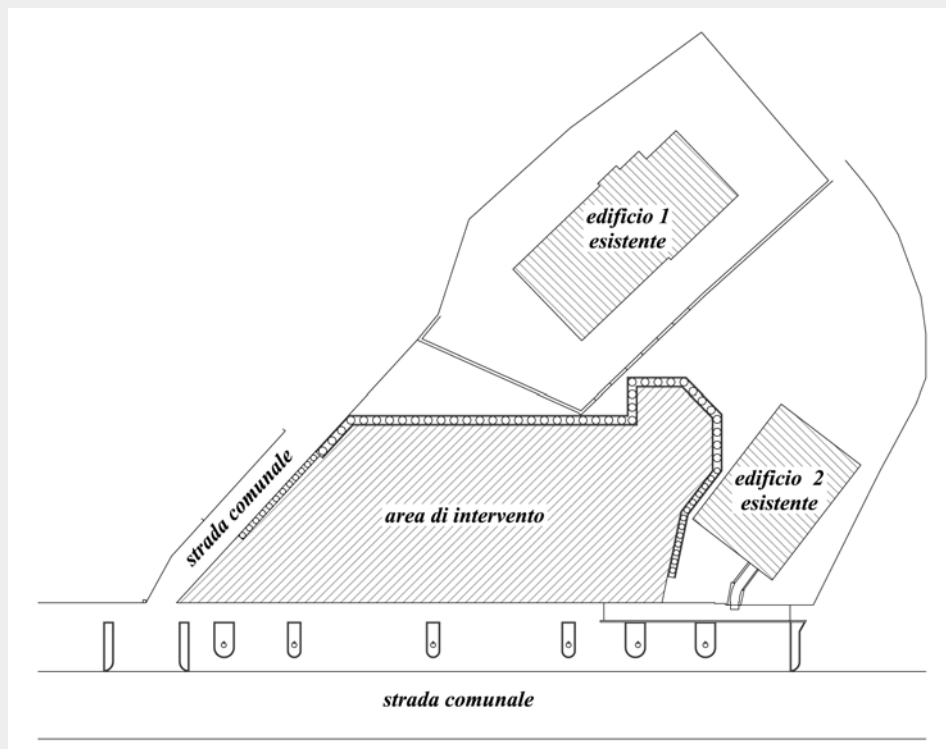 edificio 1
esistente
strada comunale
area di intervento
edificio 2
esistente
strada comunale